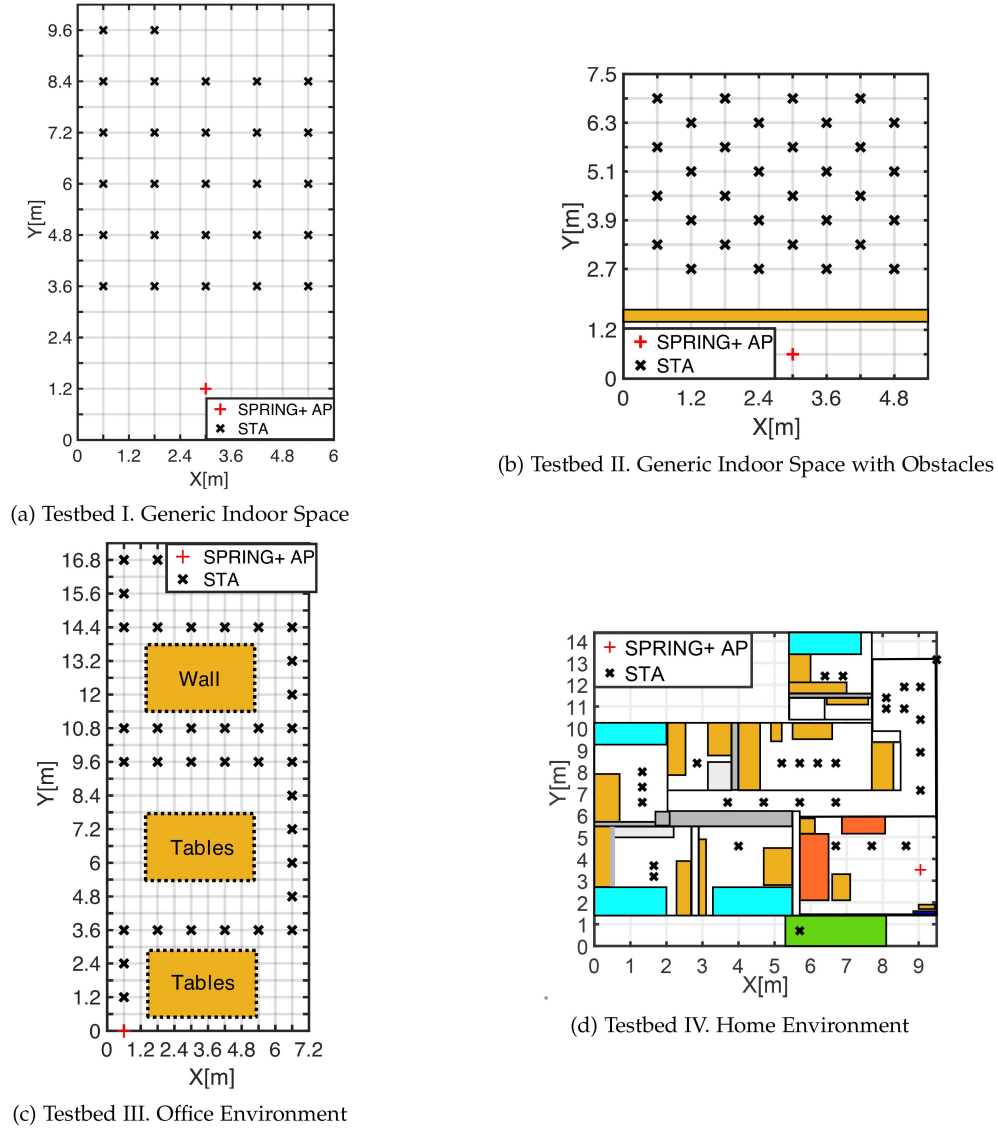 9.6
8.4
7.2
6
4.8
3.6
2.4
1.2
0
Y[m]
SPRING+ AP
STA
0 1.2 2.4 3.6 4.8 6
X[m]
(a) Testbed I. Generic Indoor Space
7.5
6.3
5.1
3.9
2.7
1.2
0
Y[m]
SPRING+ AP
STA
0 1.2 2.4 3.6 4.8
X[m]
(b) Testbed II. Generic Indoor Space with Obstacles
16.8
15.6
14.4
13.2
12
10.8
9.6
8.4
7.2
6
4.8
3.6
2.4
1.2
0
Y[m]
SPRING+ AP
STA
Wall
Tables
Tables
0 1.2 2.4 3.6 4.8 6 7.2
X[m]
(c) Testbed III. Office Environment
14
13
12
11
10
9
8
7
6
5
4
3
2
1
0
Y[m]
SPRING+ AP
STA
0 1 2 3 4 5 6 7 8 9
X[m]
(d) Testbed IV. Home Environment